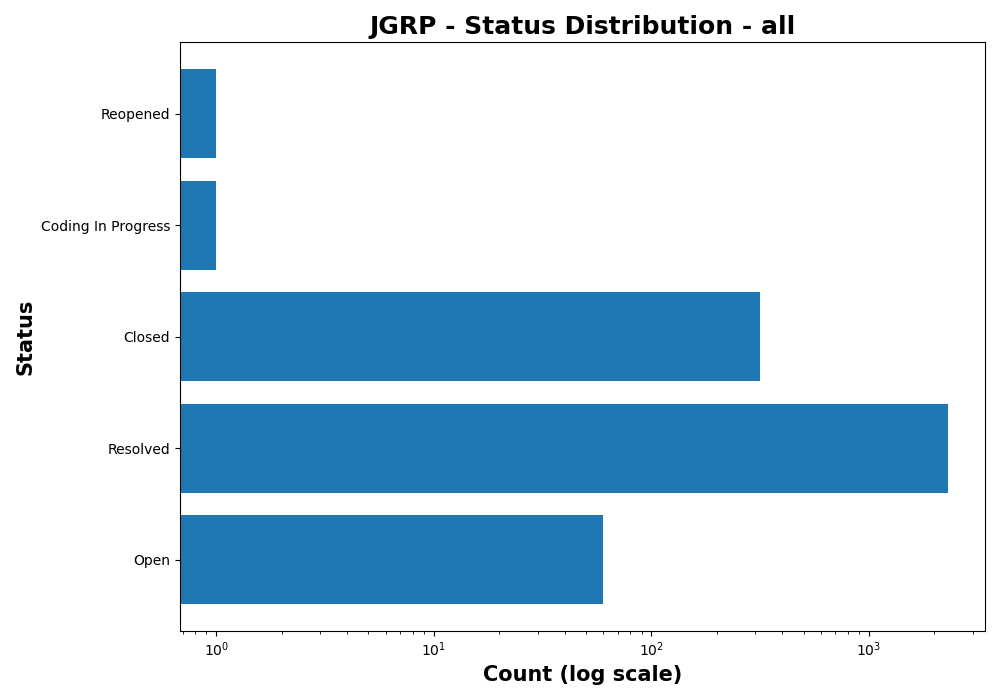 JGRP - Status Distribution - all
Reopened
Coding In Progress
Closed
Resolved
Open
Status
10⁰ 10¹ 10² 10³
Count (log scale)